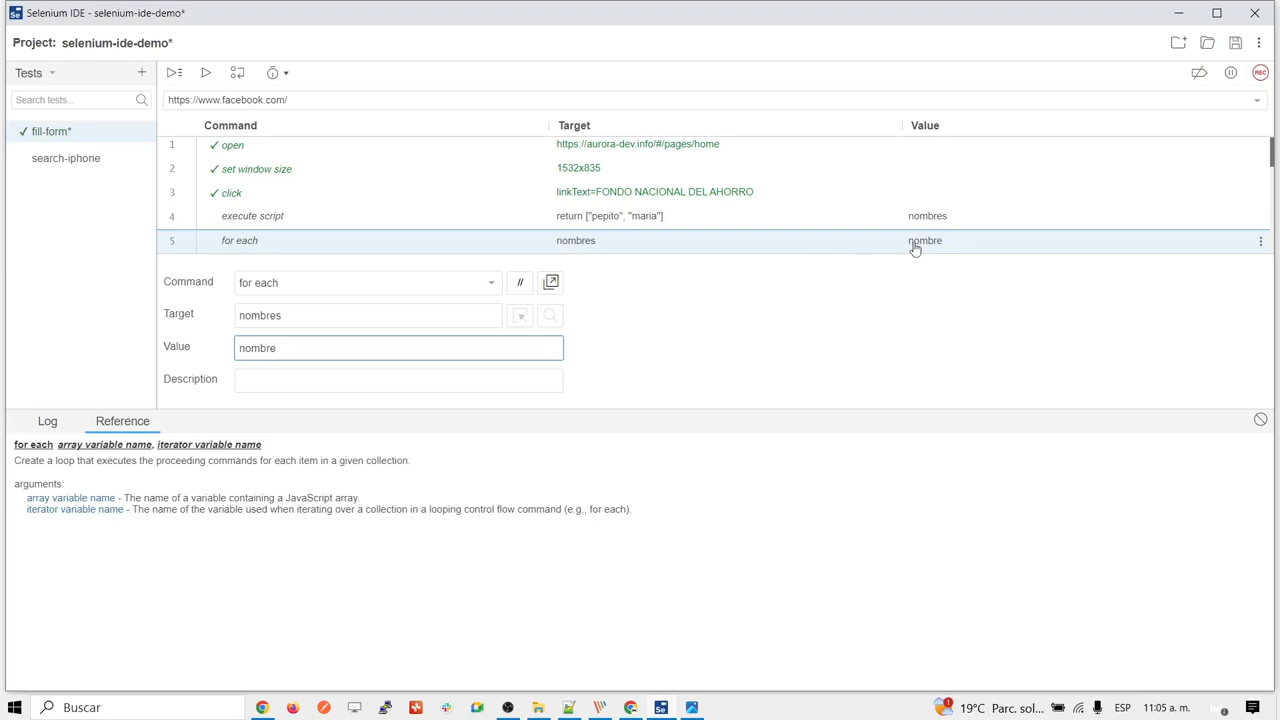 Selenium IDE - selenium-ide-demo*
Project: selenium-ide-demo*
Tests
Search tests...
https://www.facebook.com/
Command Target Value
✓ fill-form*
search-iphone
1 ✓ open https://aurora-dev.info/#/pages/home
2 ✓ set window size 1532x835
3 ✓ click linkText=FONDO NACIONAL DEL AHORRO
4 execute script return ["pepito", "maria"] nombres
5 for each nombres nombre
Command for each //
Target nombres
Value nombre
Description
Log Reference
for each array variable name, iterator variable name
Create a loop that executes the proceeding commands for each item in a given collection.
arguments:
array variable name - The name of a variable containing a JavaScript array.
iterator variable name - The name of the variable used when iterating over a collection in a looping control flow command (e.g., for each).
REC
Se
Buscar
Se
19°C Parc. sol... ESP 11:05 a. m.